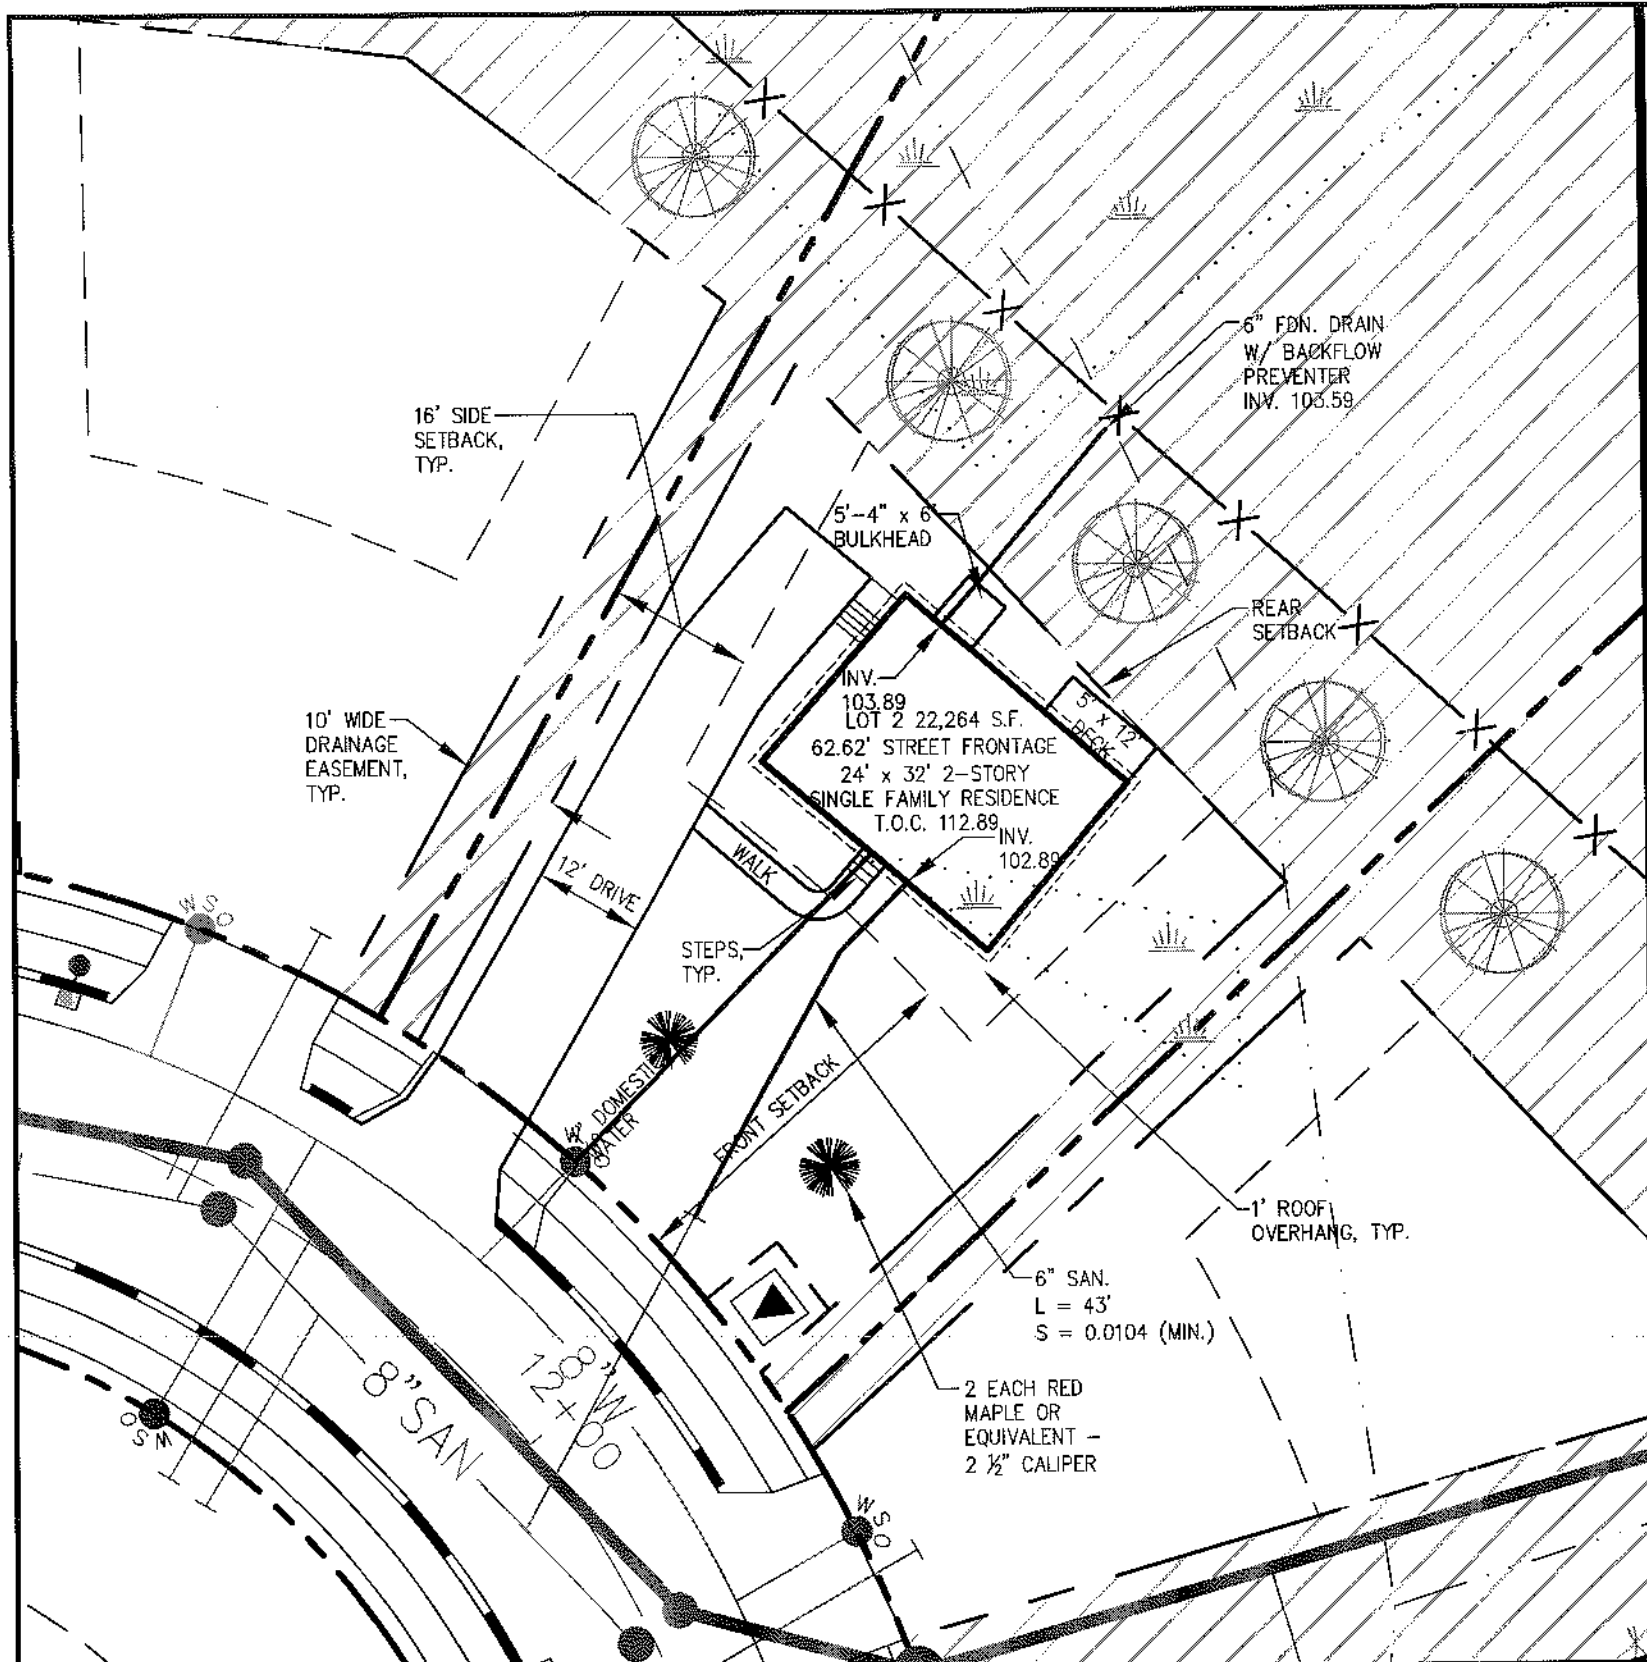 6" FDN. DRAIN
W/ BACKFLOW
PREVENTER
INV. 103.59
16' SIDE
SETBACK,
TYP.
5'-4" x 6'
BULKHEAD
REAR
SETBACK
INV.
103.89
5' x 12'
DECK
LOT 2 22,264 S.F.
62.62' STREET FRONTAGE
24' x 32' 2-STORY
SINGLE FAMILY RESIDENCE
T.O.C. 112.89
INV.
102.89
10' WIDE
DRAINAGE
EASEMENT,
TYP.
WALK
12' DRIVE
W S O
STEPS,
TYP.
DOMESTIC
WATER
FRONT SETBACK
1' ROOF
OVERHANG, TYP.
6" SAN.
L = 43'
S = 0.0104 (MIN.)
2 EACH RED
MAPLE OR
EQUIVALENT -
2 ½" CALIPER
8" SAN
12+00
W S O
W S O